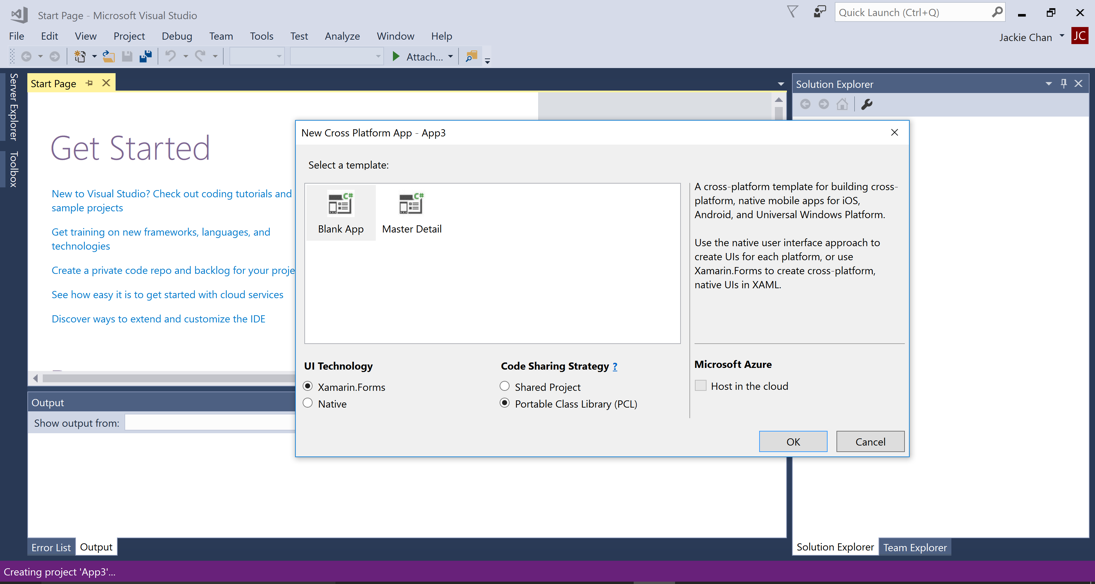 Start Page - Microsoft Visual Studio
Quick Launch (Ctrl+Q)
File Edit View Project Debug Team Tools Test Analyze Window Help
Jackie Chan JC
Attach...
Server Explorer
Toolbox
Start Page
Get Started
New to Visual Studio? Check out coding tutorials and
sample projects
Get training on new frameworks, languages, and
technologies
Create a private code repo and backlog for your proje
See how easy it is to get started with cloud services
Discover ways to extend and customize the IDE
Output
Show output from:
Error List Output
New Cross Platform App - App3
Select a template:
C# C#
Blank App Master Detail
A cross-platform template for building cross-
platform, native mobile apps for iOS,
Android, and Universal Windows Platform.
Use the native user interface approach to
create UIs for each platform, or use
Xamarin.Forms to create cross-platform,
native UIs in XAML.
UI Technology
Xamarin.Forms
Native
Code Sharing Strategy ?
Shared Project
Portable Class Library (PCL)
Microsoft Azure
Host in the cloud
OK Cancel
Solution Explorer
Solution Explorer Team Explorer
Creating project 'App3'...